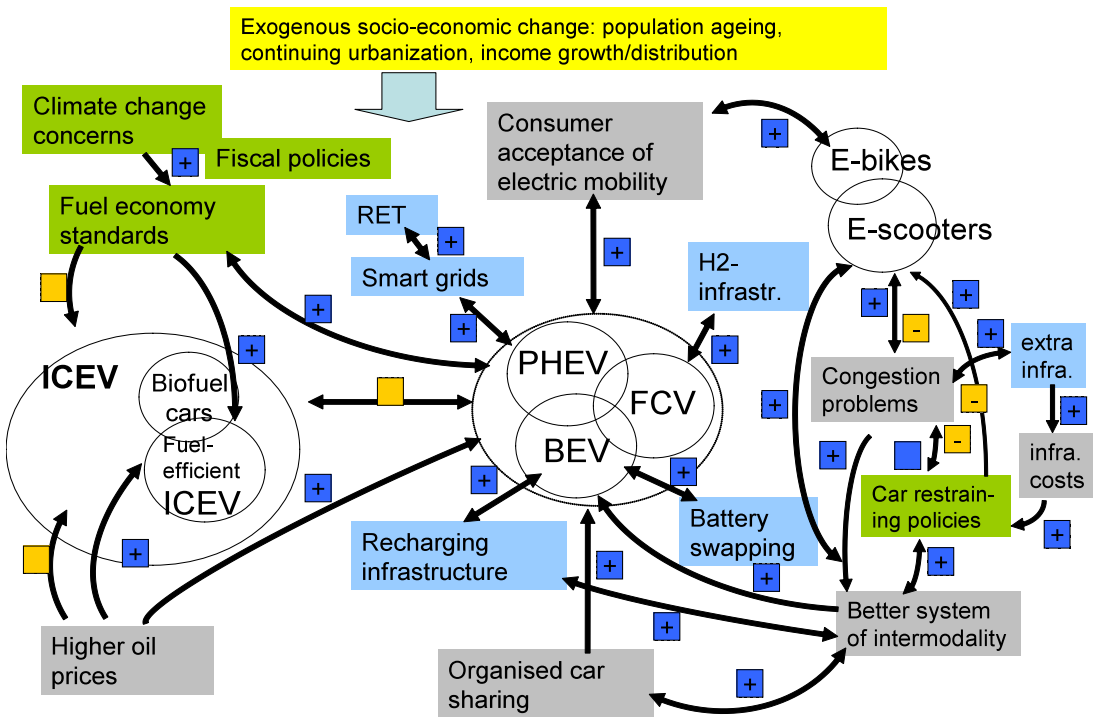 Exogenous socio-economic change: population ageing,
continuing urbanization, income growth/distribution
Climate change
concerns
+
Fiscal policies
Fuel economy
standards
Consumer
acceptance of
electric mobility
+
E-bikes
E-scooters
RET
+
Smart grids
+
H2-
infrastr.
+
+
+
+
+
-
+
+
extra
infra.
ICEV
Biofuel
cars
Fuel-
efficient
ICEV
+
PHEV
FCV
BEV
Congestion
problems
-
+
+
-
infra.
costs
+
+
+
+
Car restrain-
ing policies
+
Battery
swapping
+
Recharging
infrastructure
+
+
+
+
Better system
of intermodality
+
Higher oil
prices
Organised car
sharing
+